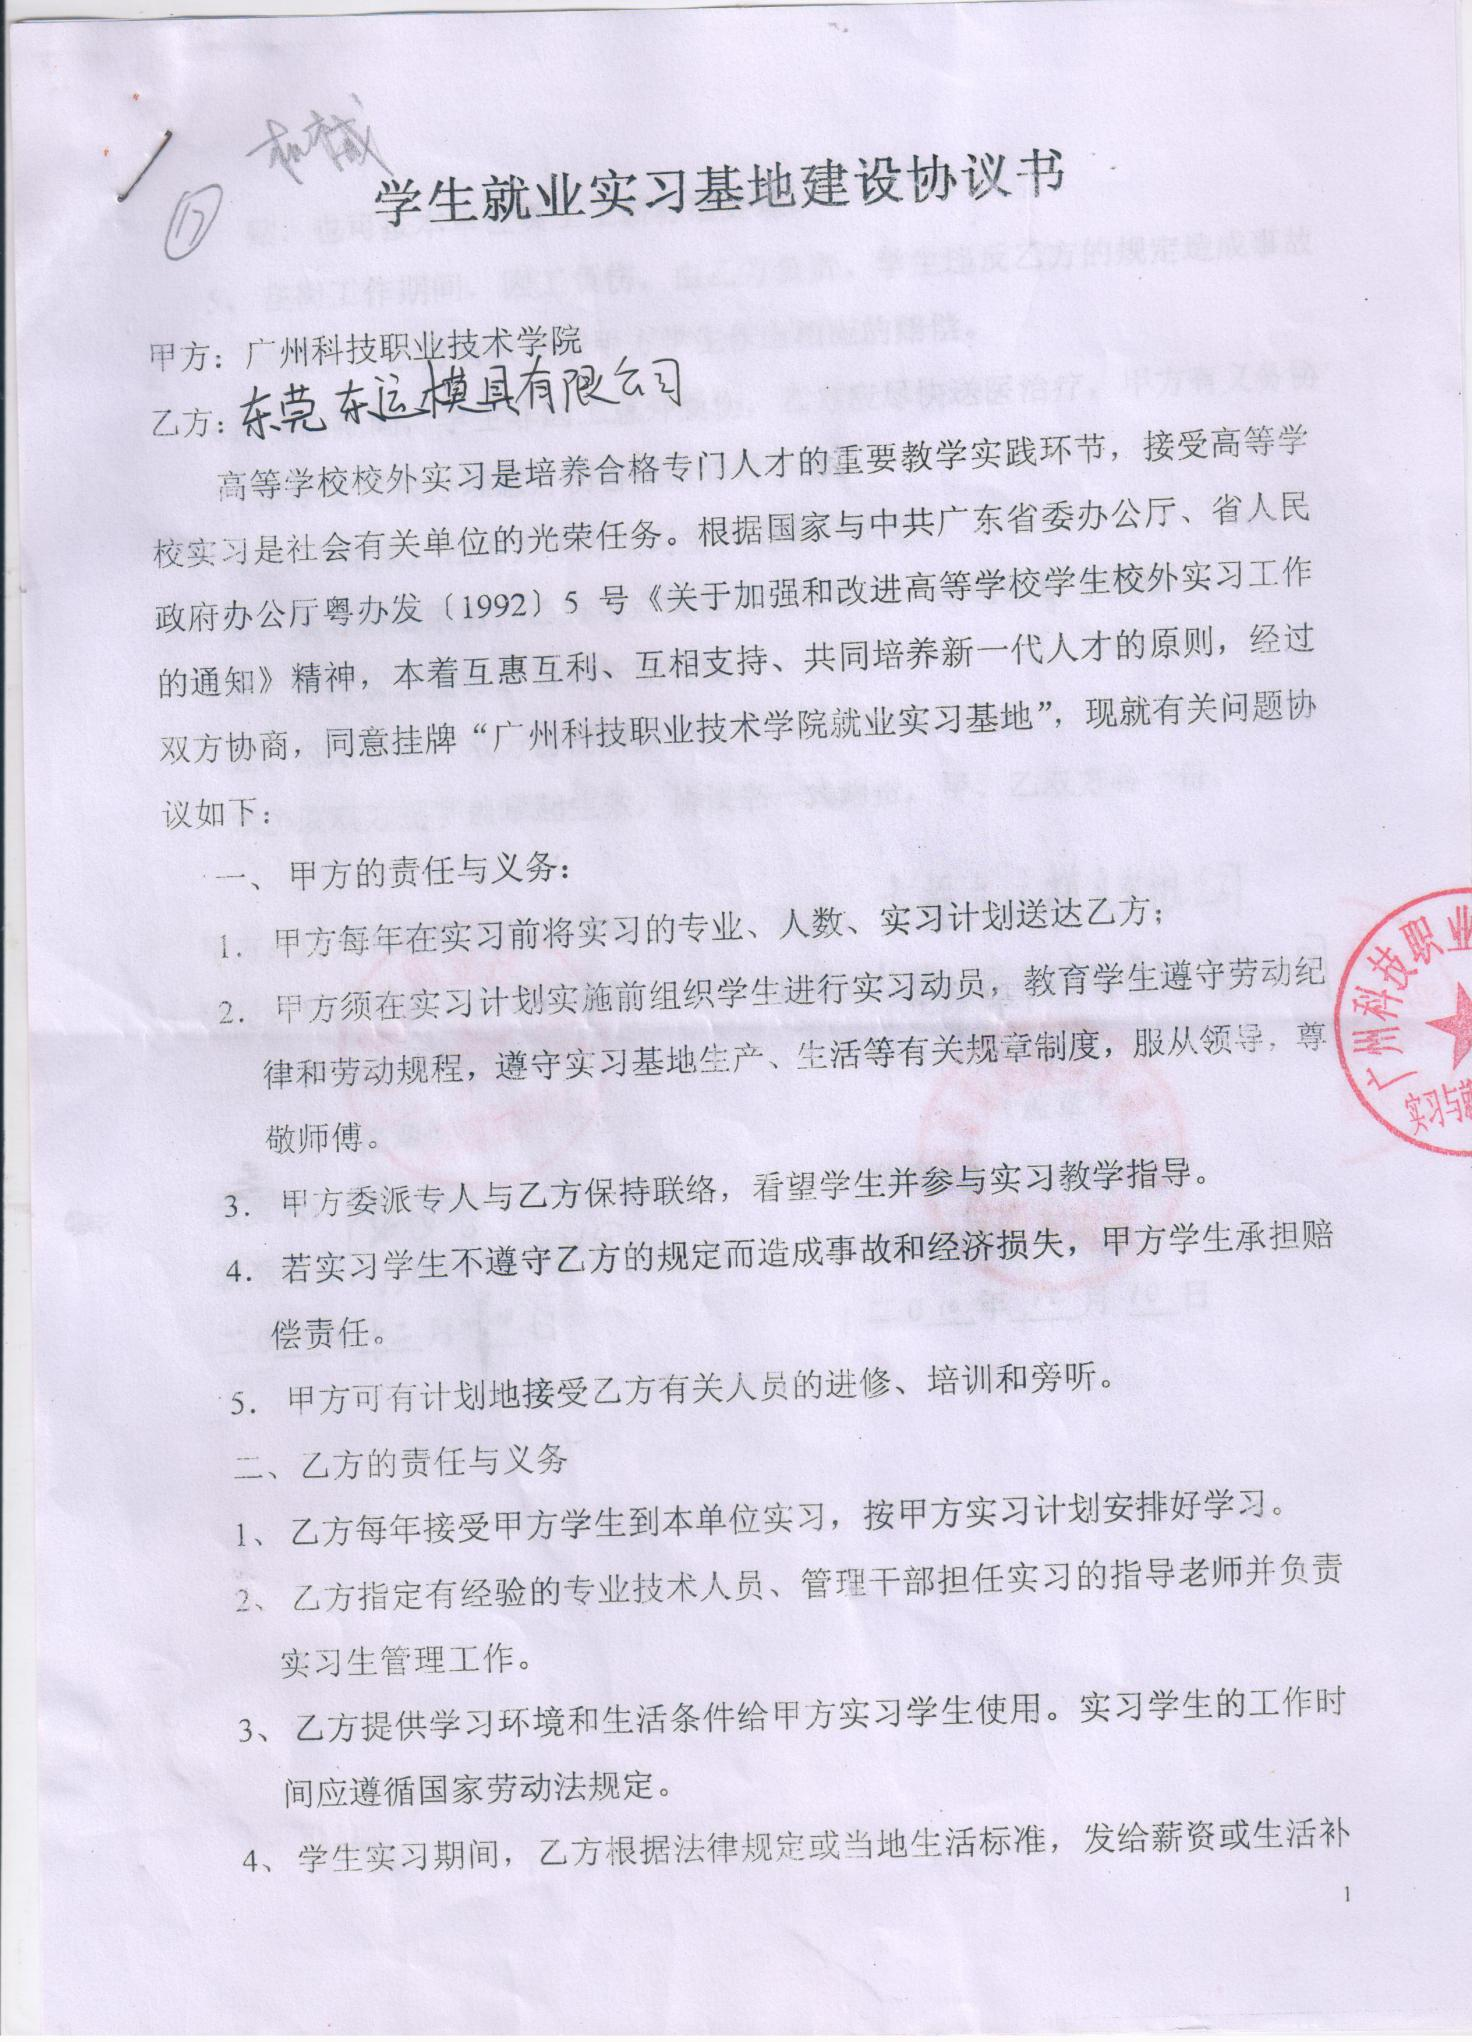 机械
17
学生就业实习基地建设协议书
甲方：广州科技职业技术学院
乙方：东莞东运模具有限公司
高等学校校外实习是培养合格专门人才的重要教学实践环节，接受高等学
校实习是社会有关单位的光荣任务。根据国家与中共广东省委办公厅、省人民
政府办公厅粤办发〔1992〕5 号《关于加强和改进高等学校学生校外实习工作
的通知》精神，本着互惠互利、互相支持、共同培养新一代人才的原则，经过
双方协商，同意挂牌“广州科技职业技术学院就业实习基地”，现就有关问题协
议如下：
一、 甲方的责任与义务：
1. 甲方每年在实习前将实习的专业、人数、实习计划送达乙方；
2. 甲方须在实习计划实施前组织学生进行实习动员，教育学生遵守劳动纪
律和劳动规程，遵守实习基地生产、生活等有关规章制度，服从领导，尊
敬师傅。
3. 甲方委派专人与乙方保持联络，看望学生并参与实习教学指导。
4. 若实习学生不遵守乙方的规定而造成事故和经济损失，甲方学生承担赔
偿责任。
5. 甲方可有计划地接受乙方有关人员的进修、培训和旁听。
二、乙方的责任与义务
1、乙方每年接受甲方学生到本单位实习，按甲方实习计划安排好学习。
2、乙方指定有经验的专业技术人员、管理干部担任实习的指导老师并负责
实习生管理工作。
3、乙方提供学习环境和生活条件给甲方实习学生使用。实习学生的工作时
间应遵循国家劳动法规定。
4、学生实习期间，乙方根据法律规定或当地生活标准，发给薪资或生活补
1
广州科技职业
实习与就